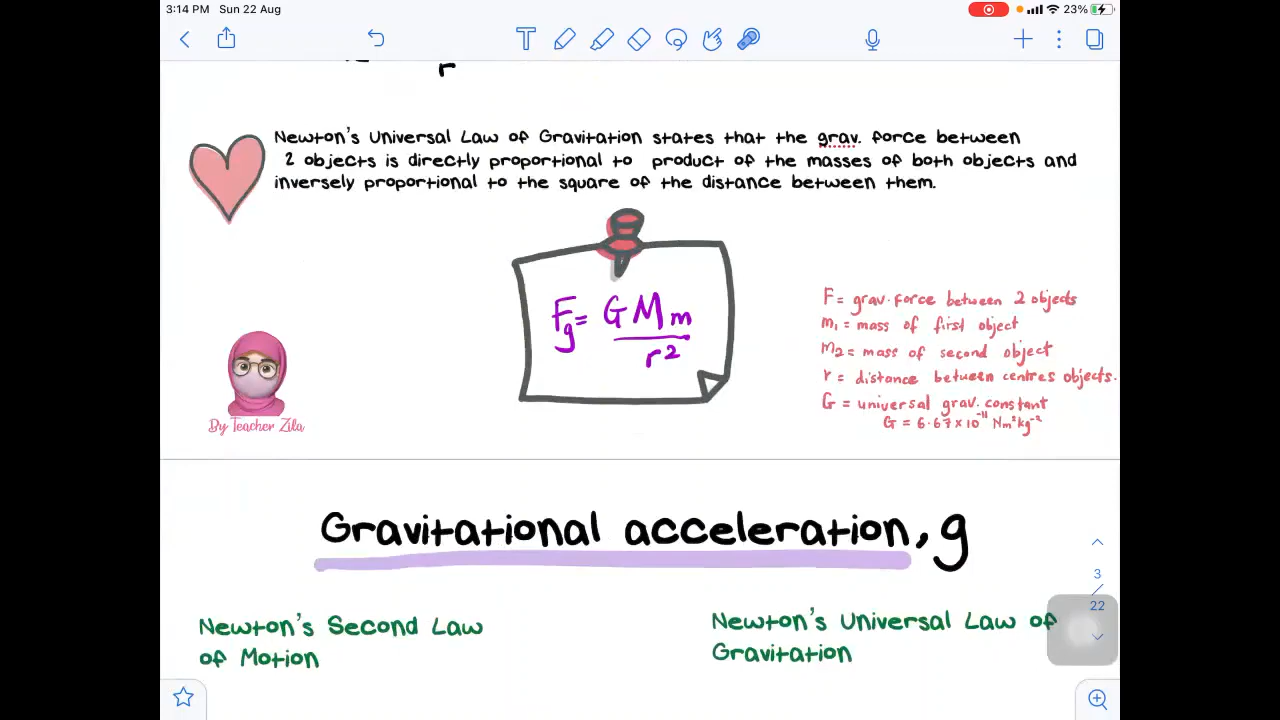 3:14 PM Sun 22 Aug
23%
T
r
Newton's Universal Law of Gravitation states that the grav. force between
2 objects is directly proportional to product of the masses of both objects and
inversely proportional to the square of the distance between them.
Fg = GMm
r²
F = grav. force between 2 objects
m₁ = mass of first object
m₂ = mass of second object
r = distance between centres objects.
G = universal grav. constant
G = 6.67 x 10⁻¹¹ Nm²kg⁻²
By Teacher Zila
Gravitational acceleration, g
3
/
22
Newton's Second Law
of Motion
Newton's Universal Law of
Gravitation